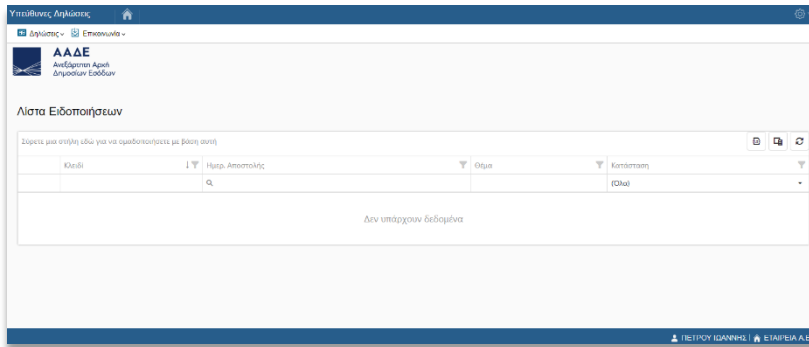 Υπεύθυνες Δηλώσεις
Δηλώσεις Επικοινωνία
ΑΑΔΕ
Ανεξάρτητη Αρχή
Δημοσίων Εσόδων
Λίστα Ειδοποιήσεων
Σύρετε μια στήλη εδώ για να ομαδοποιήσετε με βάση αυτή
Κλειδί Ημερ. Αποστολής Θέμα Κατάσταση
(Όλα)
Δεν υπάρχουν δεδομένα
ΠΕΤΡΟΥ ΙΩΑΝΝΗΣ | ΕΤΑΙΡΕΙΑ Α.Ε